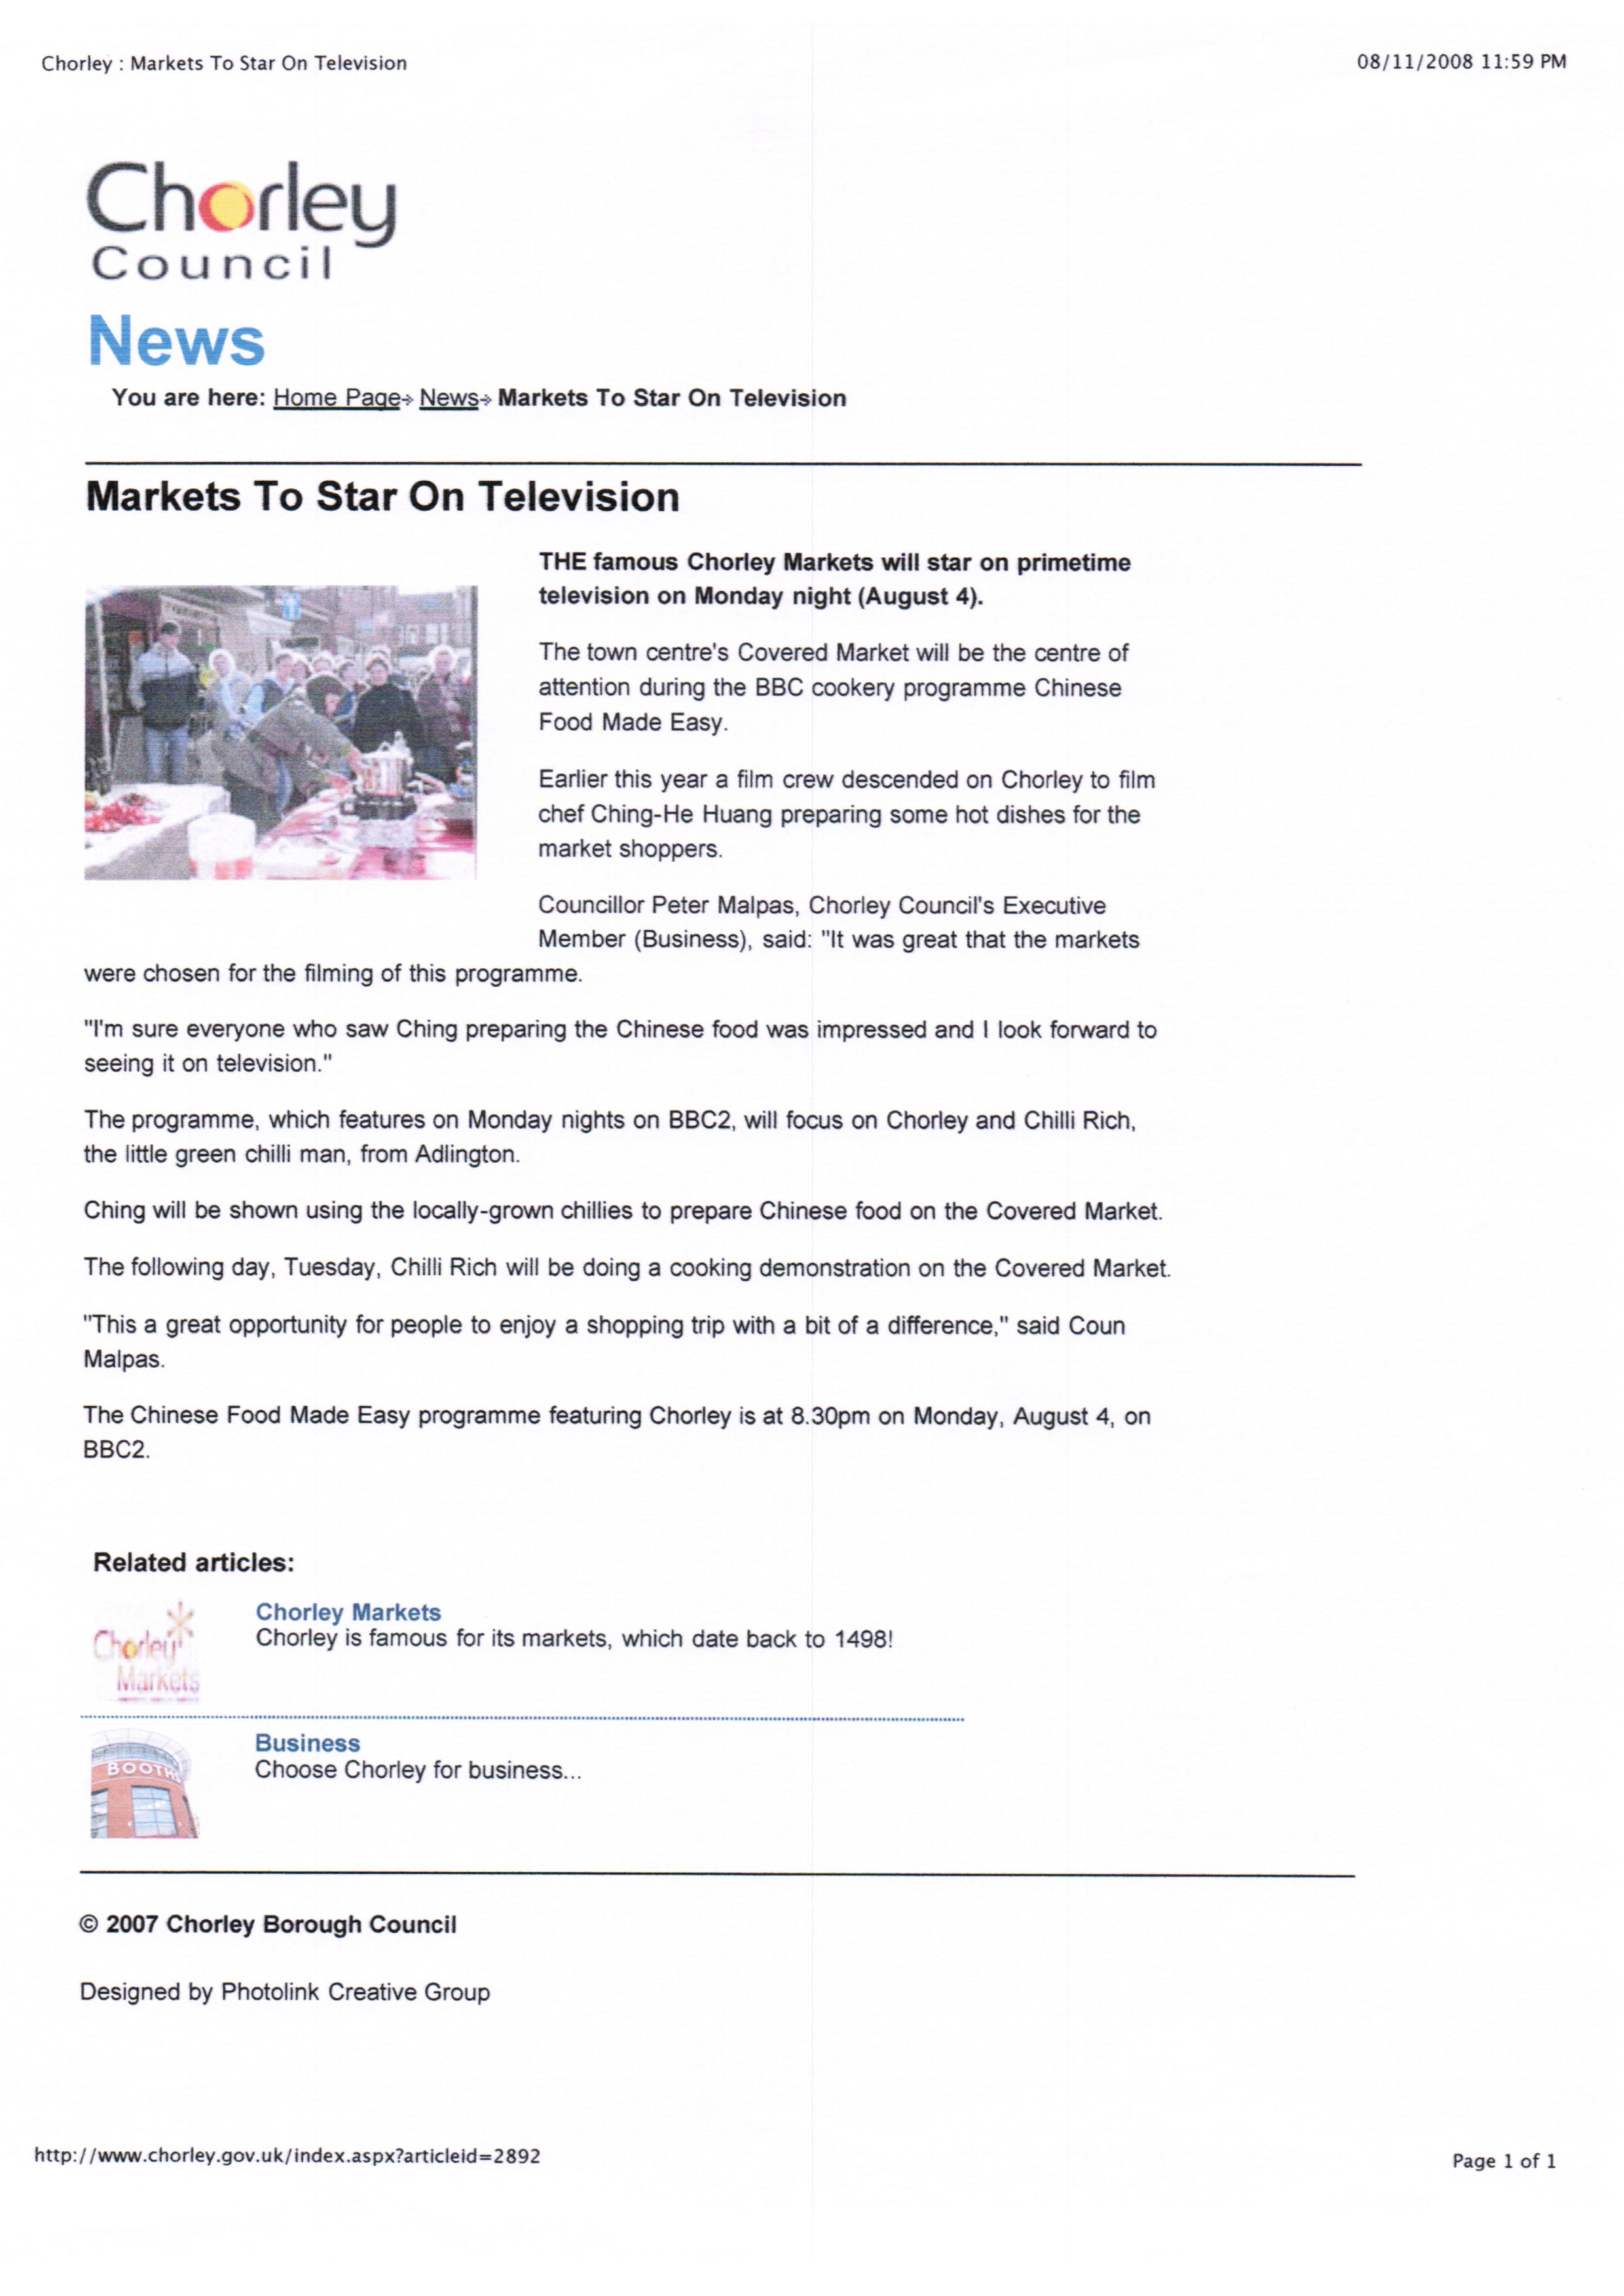 Chorley : Markets To Star On Television
08/11/2008 11:59 PM
Chorley
Council
News
You are here: Home Page→ News→ Markets To Star On Television
Markets To Star On Television
THE famous Chorley Markets will star on primetime
television on Monday night (August 4).
The town centre's Covered Market will be the centre of
attention during the BBC cookery programme Chinese
Food Made Easy.
Earlier this year a film crew descended on Chorley to film
chef Ching-He Huang preparing some hot dishes for the
market shoppers.
Councillor Peter Malpas, Chorley Council's Executive
Member (Business), said: "It was great that the markets
were chosen for the filming of this programme.
"I'm sure everyone who saw Ching preparing the Chinese food was impressed and I look forward to
seeing it on television."
The programme, which features on Monday nights on BBC2, will focus on Chorley and Chilli Rich,
the little green chilli man, from Adlington.
Ching will be shown using the locally-grown chillies to prepare Chinese food on the Covered Market.
The following day, Tuesday, Chilli Rich will be doing a cooking demonstration on the Covered Market.
"This a great opportunity for people to enjoy a shopping trip with a bit of a difference," said Coun
Malpas.
The Chinese Food Made Easy programme featuring Chorley is at 8.30pm on Monday, August 4, on
BBC2.
Related articles:
Chorley
Markets
Chorley Markets
Chorley is famous for its markets, which date back to 1498!
BOOTH
Business
Choose Chorley for business...
© 2007 Chorley Borough Council
Designed by Photolink Creative Group
http://www.chorley.gov.uk/index.aspx?articleid=2892
Page 1 of 1